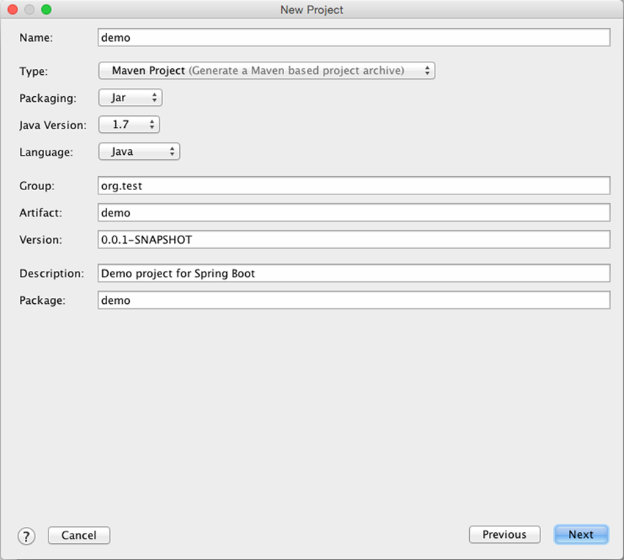 New Project
Name: demo
Type: Maven Project (Generate a Maven based project archive)
Packaging: Jar
Java Version: 1.7
Language: Java
Group: org.test
Artifact: demo
Version: 0.0.1-SNAPSHOT
Description: Demo project for Spring Boot
Package: demo
? Cancel Previous Next